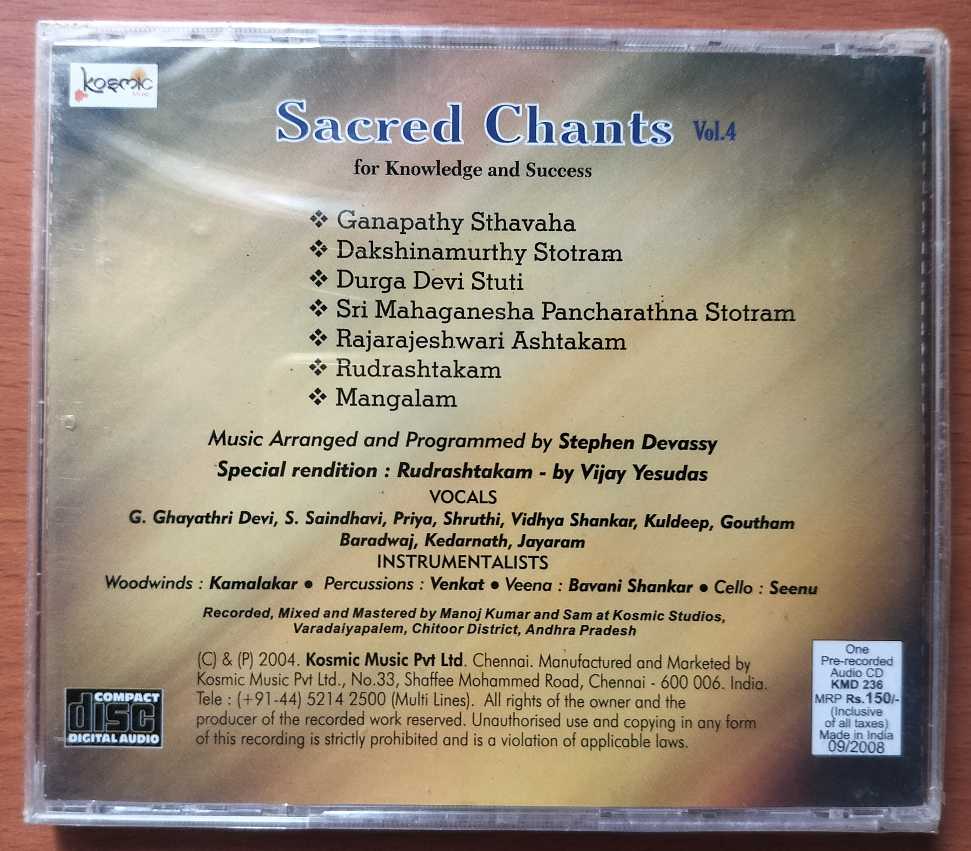 Kosmic
Sacred Chants Vol.4
for Knowledge and Success
❖ Ganapathy Sthavaha
❖ Dakshinamurthy Stotram
❖ Durga Devi Stuti
❖ Sri Mahaganesha Pancharathna Stotram
❖ Rajarajeshwari Ashtakam
❖ Rudrashtakam
❖ Mangalam
Music Arranged and Programmed by Stephen Devassy
Special rendition : Rudrashtakam - by Vijay Yesudas
VOCALS
G. Ghayathri Devi, S. Saindhavi, Priya, Shruthi, Vidhya Shankar, Kuldeep, Goutham
Baradwaj, Kedarnath, Jayaram
INSTRUMENTALISTS
Woodwinds : Kamalakar ● Percussions : Venkat ● Veena : Bavani Shankar ● Cello : Seenu
Recorded, Mixed and Mastered by Manoj Kumar and Sam at Kosmic Studios,
Varadaiyapalem, Chitoor District, Andhra Pradesh
(C) & (P) 2004. Kosmic Music Pvt Ltd. Chennai. Manufactured and Marketed by
Kosmic Music Pvt Ltd., No.33, Shaffee Mohammed Road, Chennai - 600 006. India.
Tele : (+91-44) 5214 2500 (Multi Lines). All rights of the owner and the
producer of the recorded work reserved. Unauthorised use and copying in any form
of this recording is strictly prohibited and is a violation of applicable laws.
COMPACT
disc
DIGITAL AUDIO
One
Pre-recorded
Audio CD
KMD 236
MRP Rs.150/-
(Inclusive
of all taxes)
Made in India
09/2008